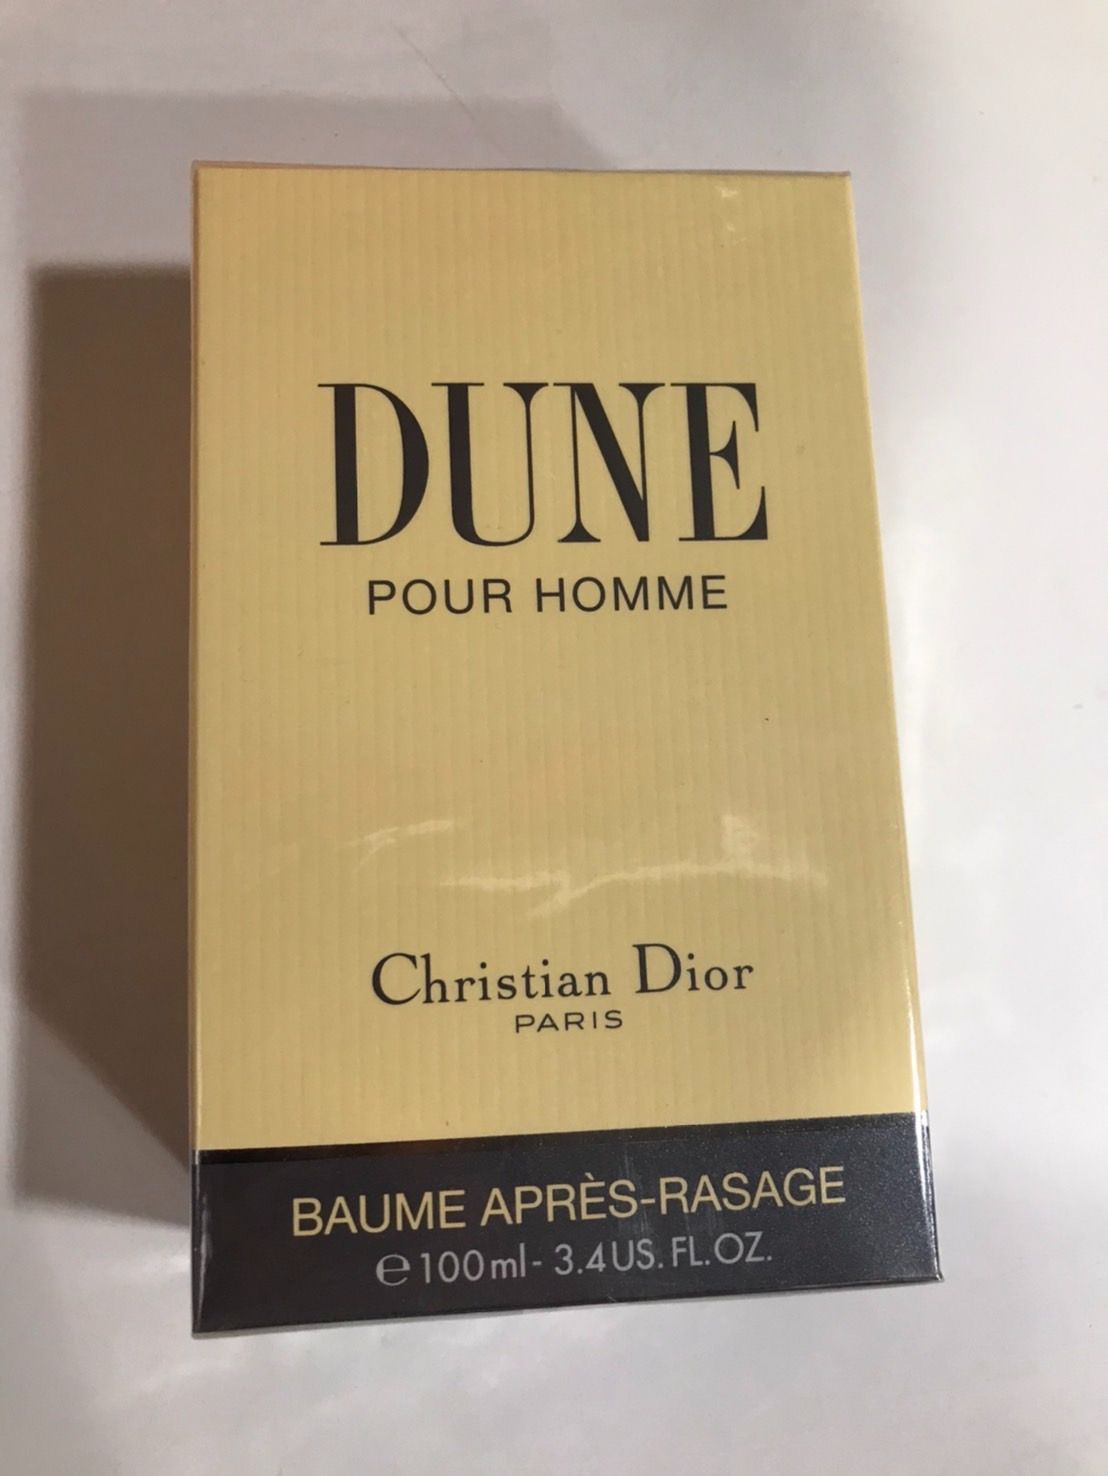 DUNE
POUR HOMME
Christian Dior
PARIS
BAUME APRÈS-RASAGE
℮100ml- 3.4US.FL.OZ.